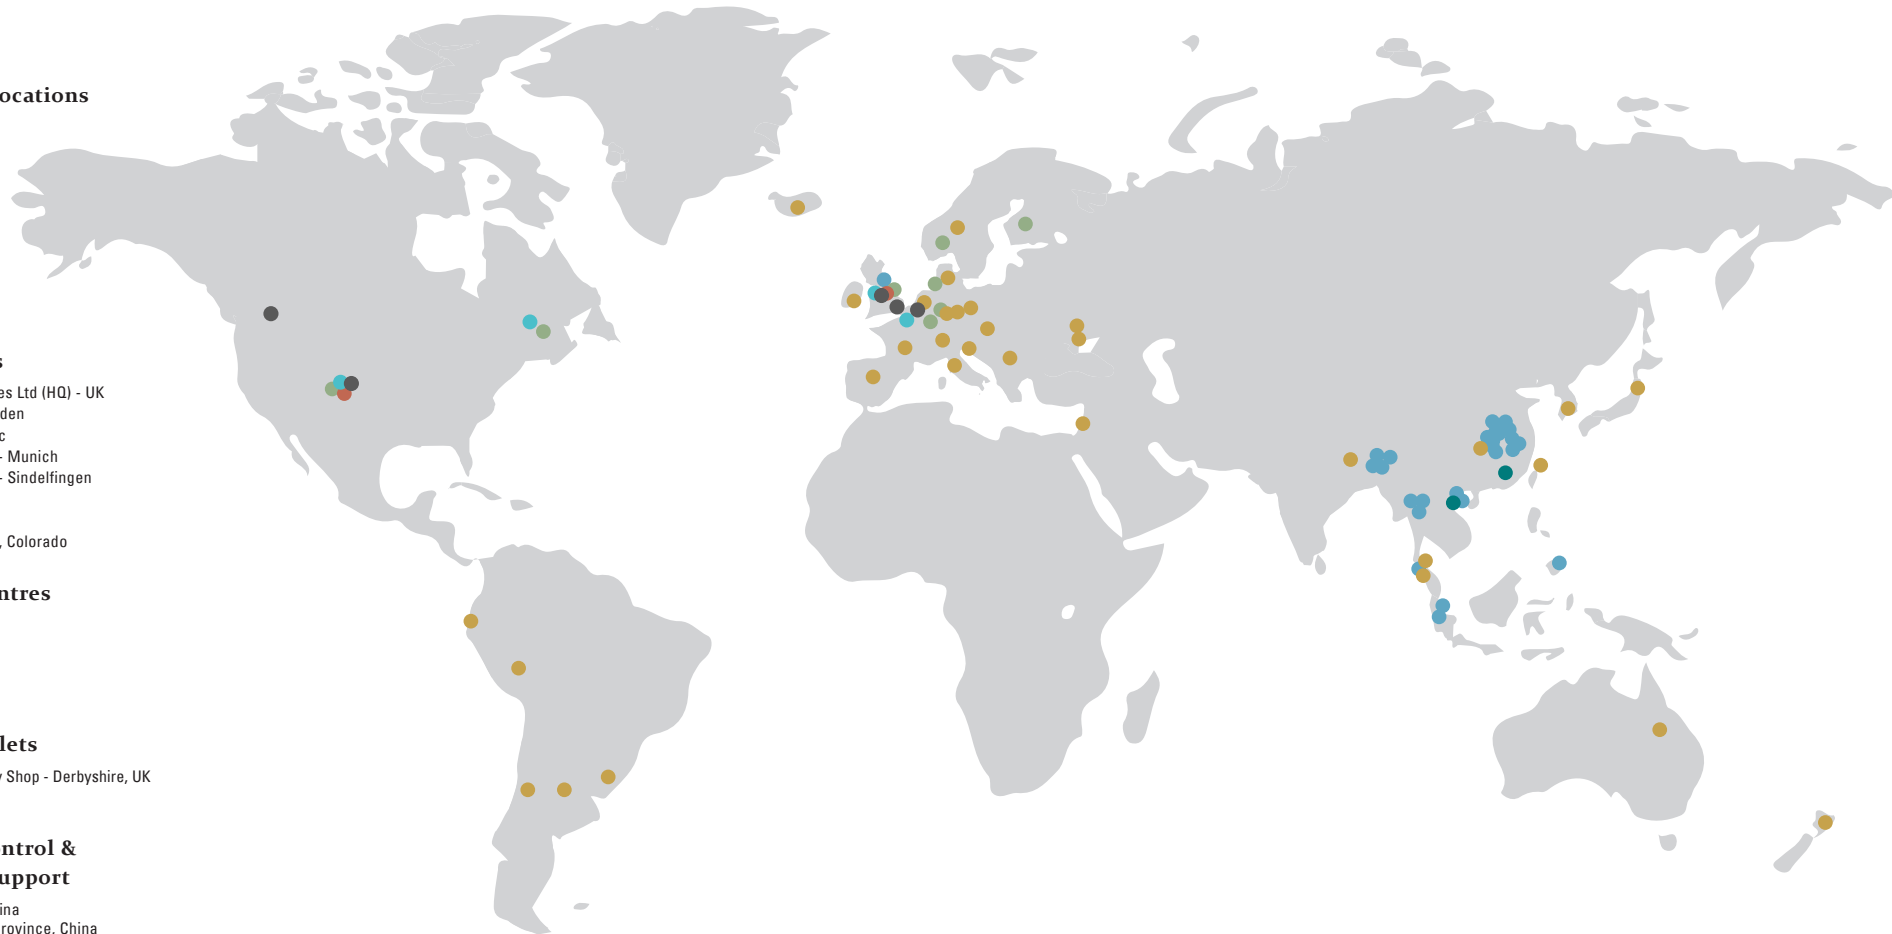 ocations
s
es Ltd (HQ) - UK
den
c
- Munich
- Sindelfingen
, Colorado
ntres
lets
y Shop - Derbyshire, UK
ntrol &
upport
ina
rovince, China